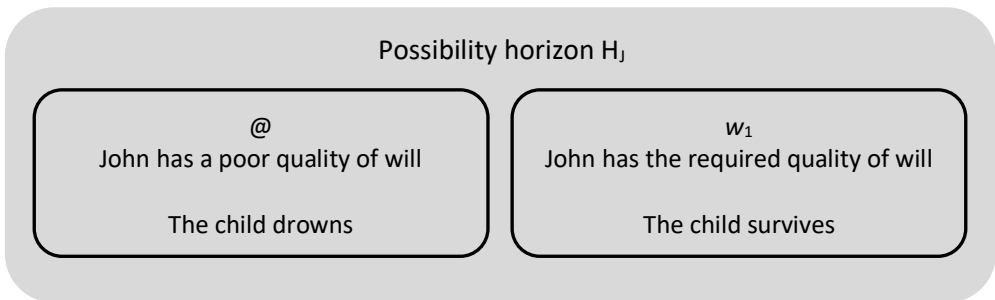 Possibility horizon Hⱼ
@
John has a poor quality of will
The child drowns
w₁
John has the required quality of will
The child survives